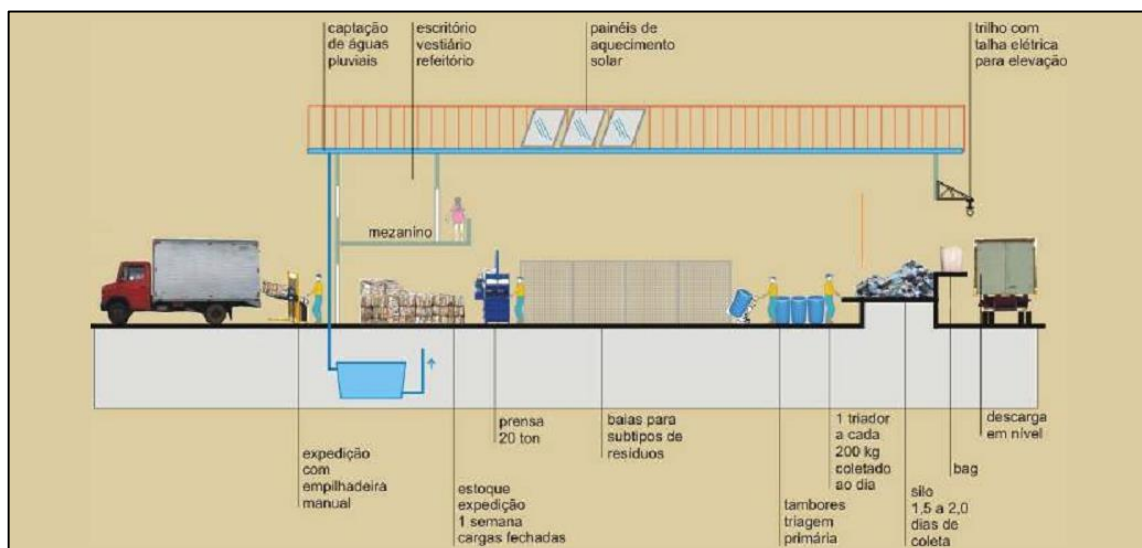 captação
de águas
pluviais
escritório
vestiário
refeitório
painéis de
aquecimento
solar
trilho com
talha elétrica
para elevação
mezanino
expedição
com
empilhadeira
manual
estoque
expedição
1 semana
cargas fechadas
prensa
20 ton
baias para
subtipos de
resíduos
tambores
triagem
primária
1 triador
a cada
200 kg
coletado
ao dia
silo
1,5 a 2,0
dias de
coleta
bag
descarga
em nível